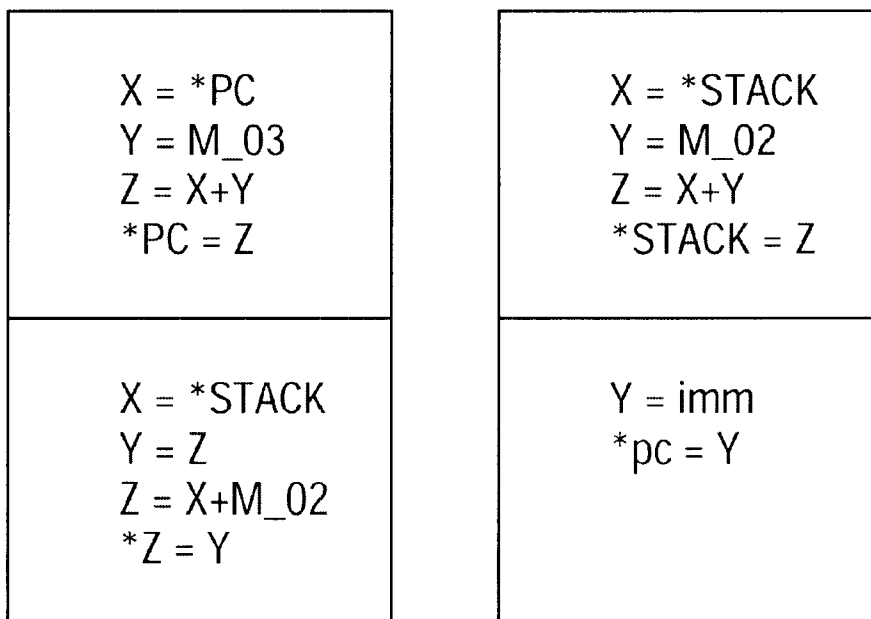 X = *PC
Y = M_03
Z = X+Y
*PC = Z
X = *STACK
Y = Z
Z = X+M_02
*Z = Y
X = *STACK
Y = M_02
Z = X+Y
*STACK = Z
Y = imm
*pc = Y